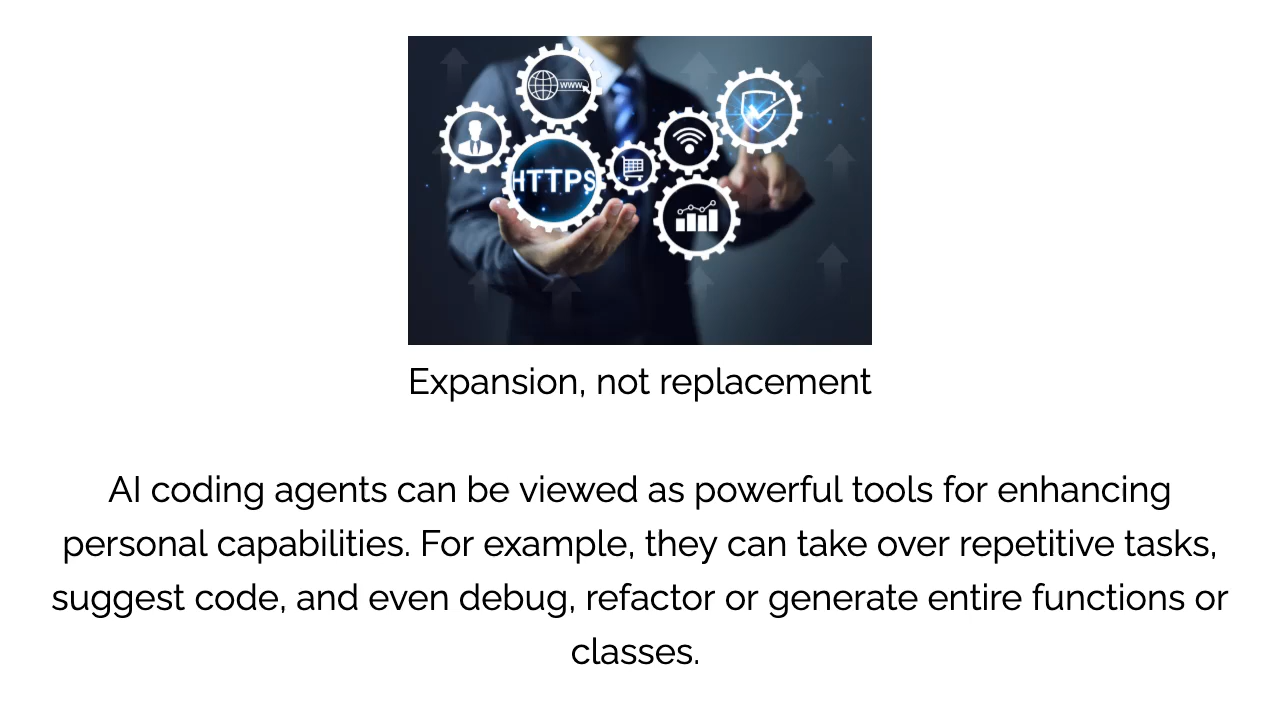 www.
HTTPS
Expansion, not replacement
AI coding agents can be viewed as powerful tools for enhancing
personal capabilities. For example, they can take over repetitive tasks,
suggest code, and even debug, refactor or generate entire functions or
classes.